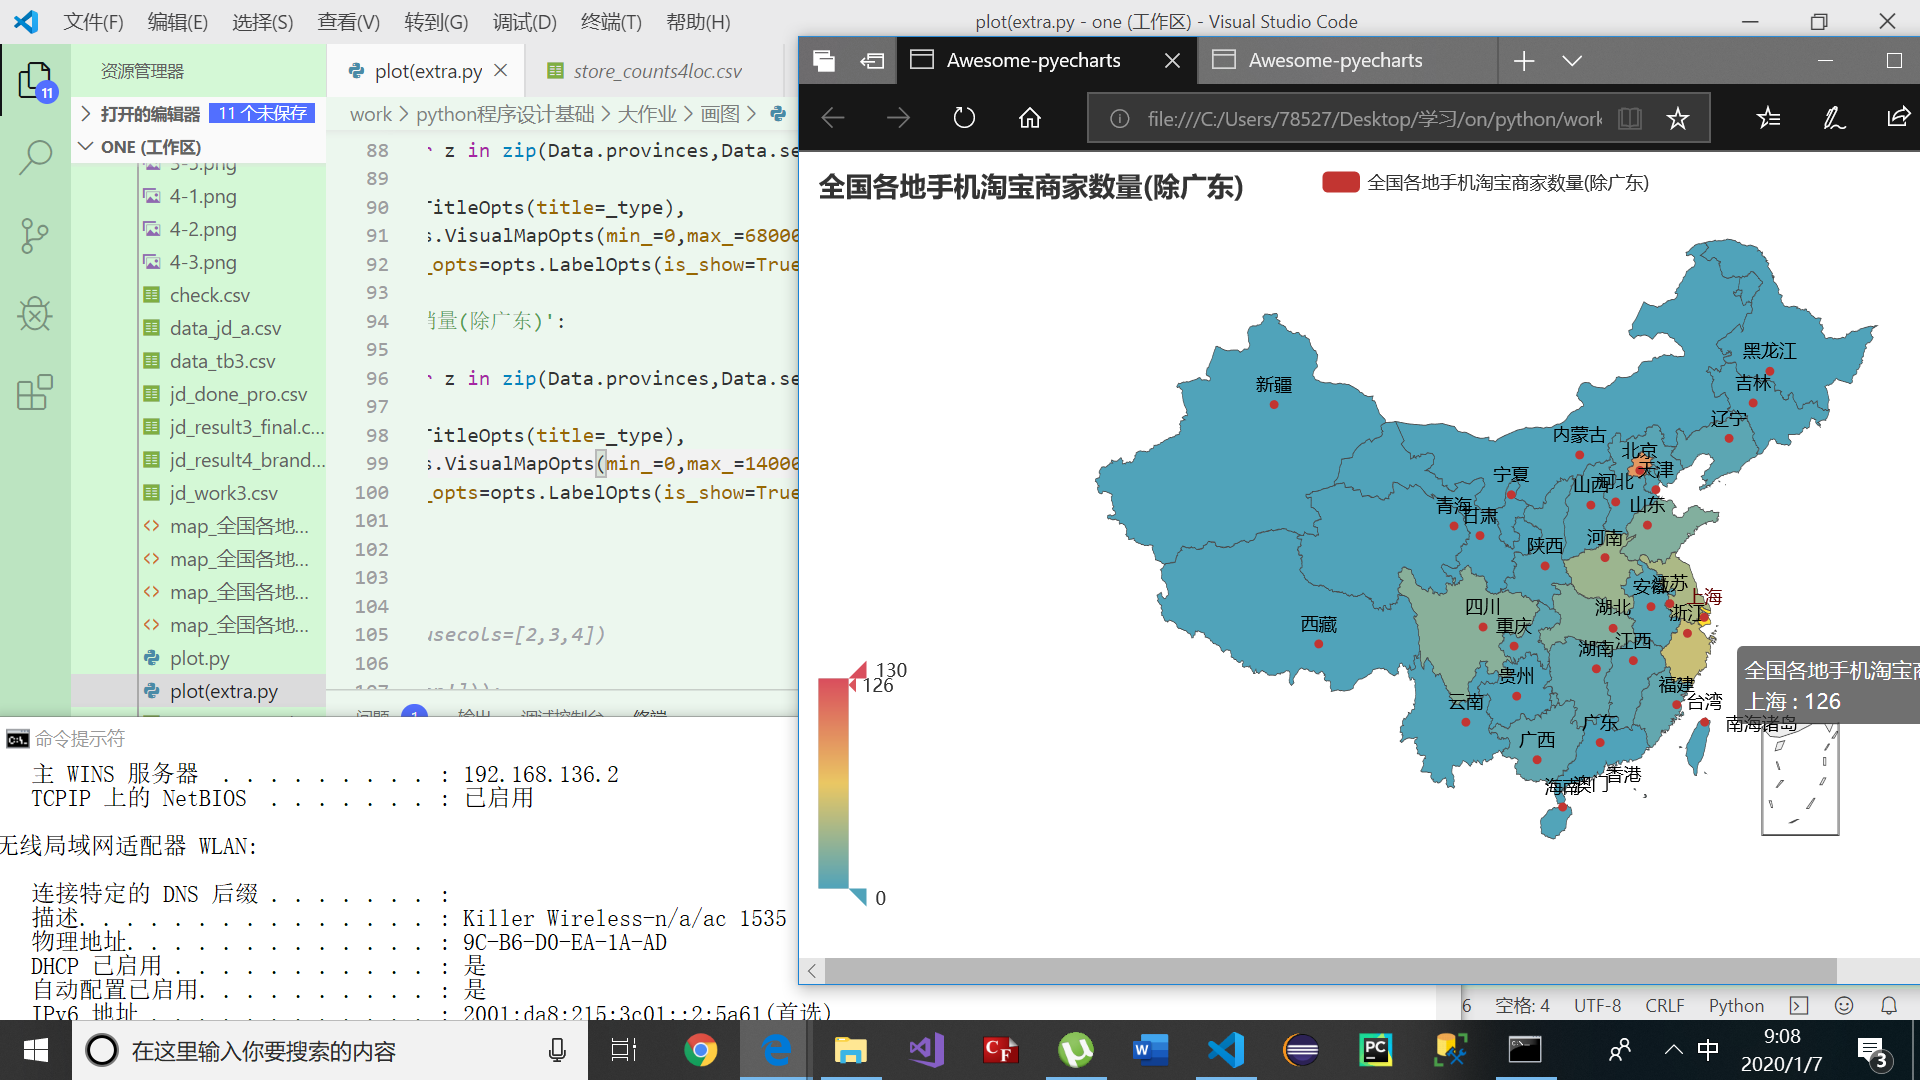 文件(F) 编辑(E) 选择(S) 查看(V) 转到(G) 调试(D) 终端(T) 帮助(H) plot(extra.py - one (工作区) - Visual Studio Code
资源管理器
11
打开的编辑器 11 个未保存
ONE (工作区)
3-3.png
4-1.png
4-2.png
4-3.png
check.csv
data_jd_a.csv
data_tb3.csv
jd_done_pro.csv
jd_result3_final.c...
jd_result4_brand...
jd_work3.csv
map_全国各地...
map_全国各地...
map_全国各地...
map_全国各地...
plot.py
plot(extra.py
plot(extra.py store_counts4loc.csv
work > python程序设计基础 > 大作业 > 画图 >
88 z in zip(Data.provinces,Data.se
89
90 TitleOpts(title=_type),
91 s.VisualMapOpts(min_=0,max_=68000
92 _opts=opts.LabelOpts(is_show=True
93
94 销量(除广东)':
95
96 z in zip(Data.provinces,Data.se
97
98 TitleOpts(title=_type),
99 s.VisualMapOpts(min_=0,max_=14000
100 _opts=opts.LabelOpts(is_show=True
101
102
103
104
105 usecols=[2,3,4])
106
107
问题 1 输出 调试控制台 终端
Awesome-pyecharts Awesome-pyecharts
file:///C:/Users/78527/Desktop/学习/on/python/work
全国各地手机淘宝商家数量(除广东) 全国各地手机淘宝商家数量(除广东)
黑龙江
吉林
辽宁
新疆
内蒙古
北京
天津
宁夏
山西
河北
青海
甘肃
山东
河南
陕西
安徽
江苏
上海
四川
湖北
浙江
西藏
重庆
湖南
江西
贵州
福建
云南
台湾
广东
南海诸岛
广西
香港
海南
澳门
全国各地手机淘宝商
上海 : 126
130
126
0
命令提示符
主 WINS 服务器 . . . . . . . . . : 192.168.136.2
TCPIP 上的 NetBIOS . . . . . . . : 已启用
无线局域网适配器 WLAN:
连接特定的 DNS 后缀 . . . . . . . :
描述. . . . . . . . . . . . . . . : Killer Wireless-n/a/ac 1535
物理地址. . . . . . . . . . . . . : 9C-B6-D0-EA-1A-AD
DHCP 已启用 . . . . . . . . . . . : 是
自动配置已启用. . . . . . . . . . : 是
IPv6 地址 . . . . . . . . . . . . : 2001:da8:215:3c01::2:5a61(首选)
6 空格: 4 UTF-8 CRLF Python
在这里输入你要搜索的内容
中 9:08
2020/1/7
3